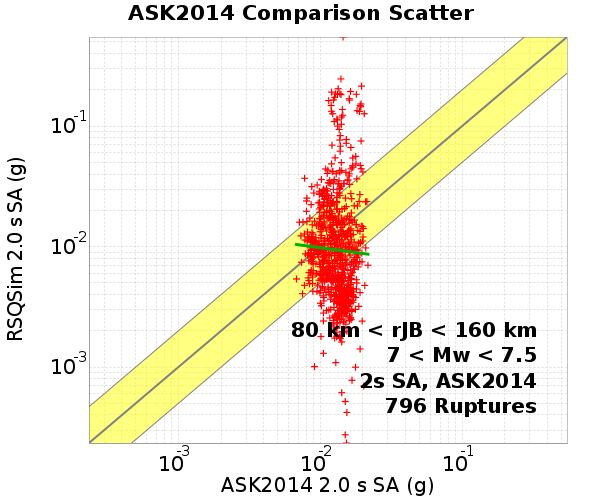 ASK2014 Comparison Scatter
RSQSim 2.0 s SA (g)
10-1
10-2
10-3
80 km < rJB < 160 km
7 < Mw < 7.5
2s SA, ASK2014
796 Ruptures
10-3 10-2 10-1
ASK2014 2.0 s SA (g)